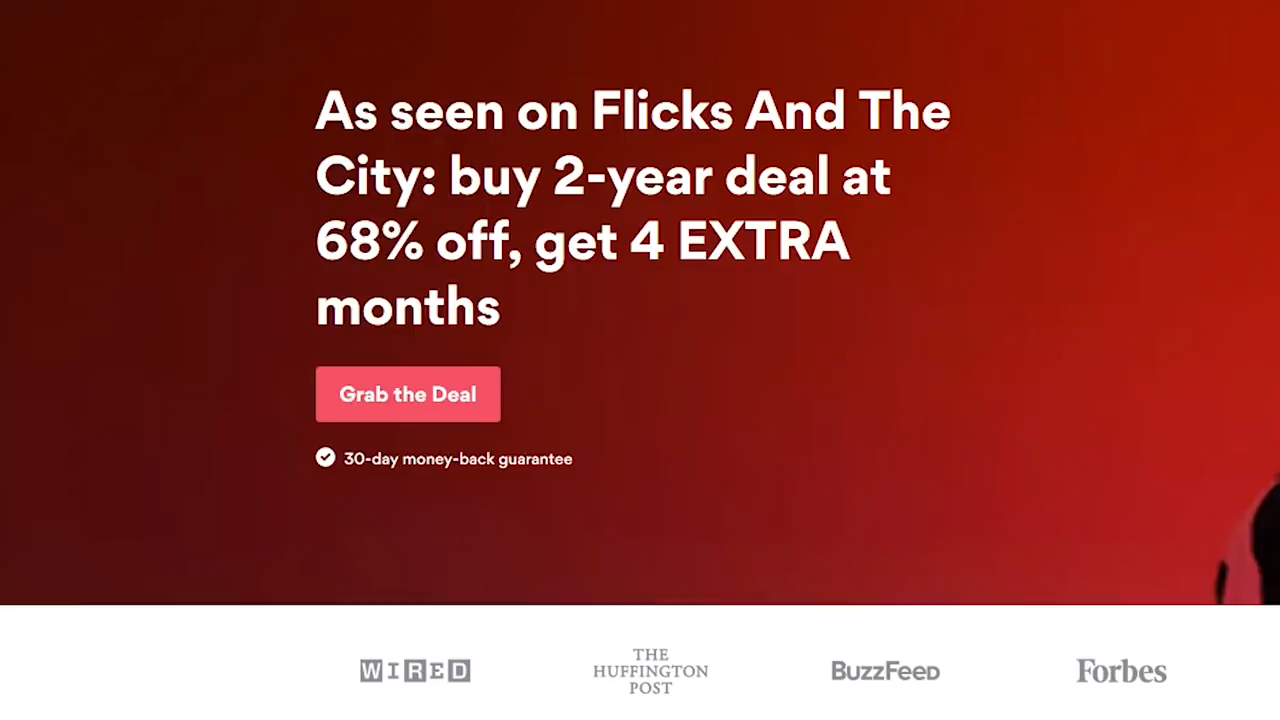 As seen on Flicks And The
City: buy 2-year deal at
68% off, get 4 EXTRA
months
Grab the Deal
30-day money-back guarantee
WIRED
THE
HUFFINGTON
POST
BuzzFeed
Forbes